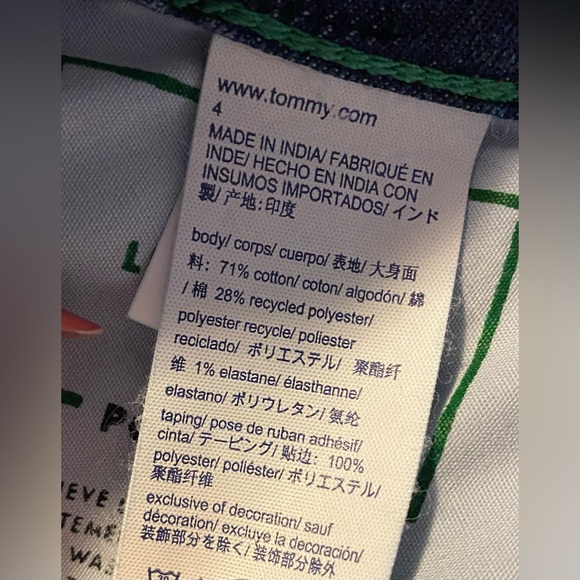 www.tommy.com
4
MADE IN INDIA/ FABRIQUÉ EN
INDE/ HECHO EN INDIA CON
INSUMOS IMPORTADOS/ インド
製/ 产地:印度
body/ corps/ cuerpo/ 表地/ 大身面
料: 71% cotton/ coton/ algodón/ 綿
/ 棉 28% recycled polyester/
polyester recycle/ poliester
reciclado/ ポリエステル/ 聚酯纤
维 1% elastane/ élasthanne/
elastano/ ポリウレタン/ 氨纶
taping/ pose de ruban adhésif/
cinta/ テーピング/ 贴边: 100%
polyester/ poliéster/ ポリエステル/
聚酯纤维
exclusive of decoration/ sauf
décoration/ excluye la decoración/
装飾部分を除く/ 装饰部分除外
L
EVE
TEME
WAS